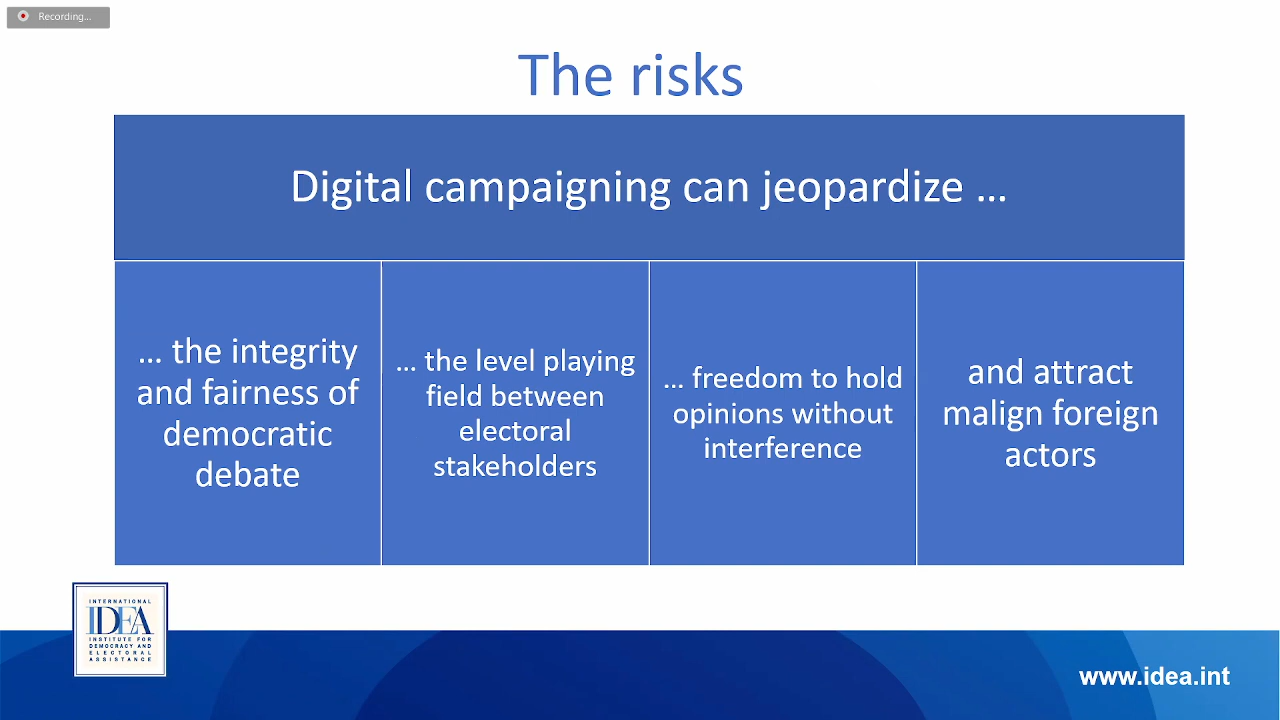 Recording...
The risks
Digital campaigning can jeopardize ...
... the integrity
and fairness of
democratic
debate
... the level playing
field between
electoral
stakeholders
... freedom to hold
opinions without
interference
and attract
malign foreign
actors
INTERNATIONAL
IDEA
INSTITUTE FOR
DEMOCRACY AND
ELECTORAL
ASSISTANCE
www.idea.int